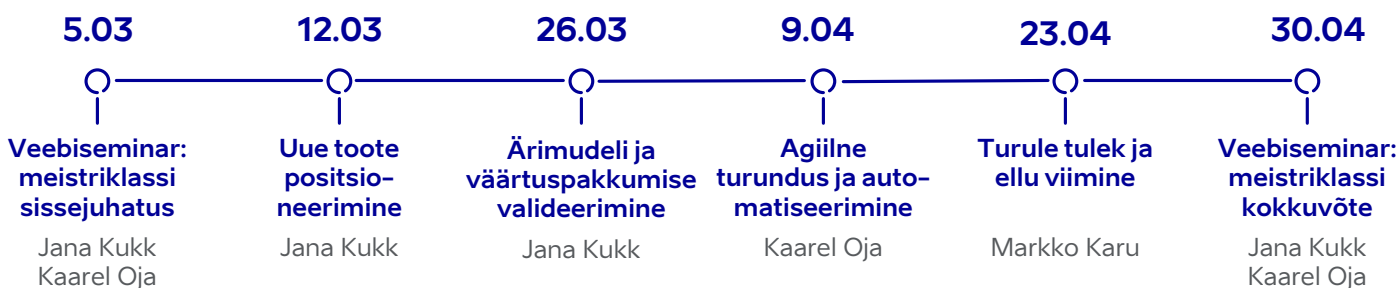 5.03
Veebiseminar:
meistriklassi
sissejuhatus
Jana Kukk
Kaarel Oja
12.03
Uue toote
positsio-
neerimine
Jana Kukk
26.03
Ärimudeli ja
väärtuspakkumise
valideerimine
Jana Kukk
9.04
Agiilne
turundus ja auto-
matiseerimine
Kaarel Oja
23.04
Turule tulek ja
ellu viimine
Markko Karu
30.04
Veebiseminar:
meistriklassi
kokkuvõte
Jana Kukk
Kaarel Oja